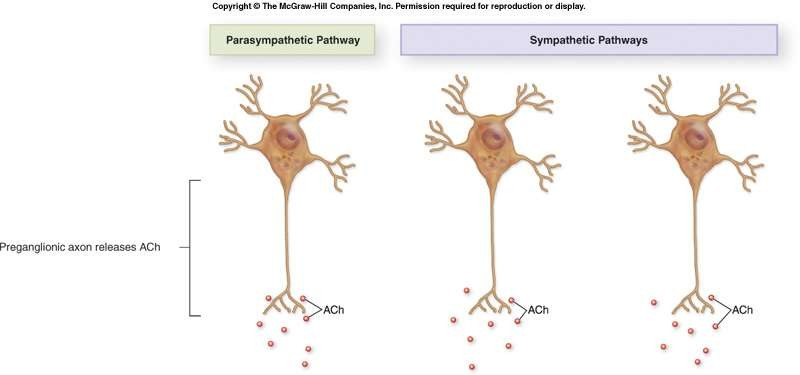 Copyright © The McGraw-Hill Companies, Inc. Permission required for reproduction or display.
Parasympathetic Pathway
Sympathetic Pathways
Preganglionic axon releases ACh
ACh
ACh
ACh